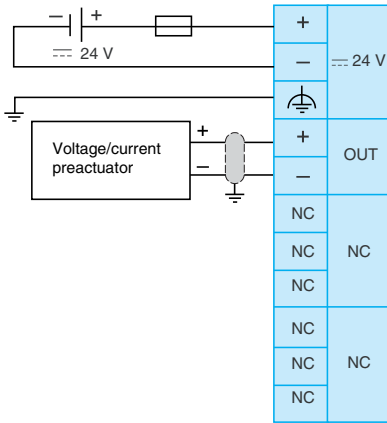 − + +
⎓ 24 V
− ⎓ 24 V
+ +
Voltage/current
preactuator
OUT
− −
NC
NC NC
NC
NC
NC NC
NC